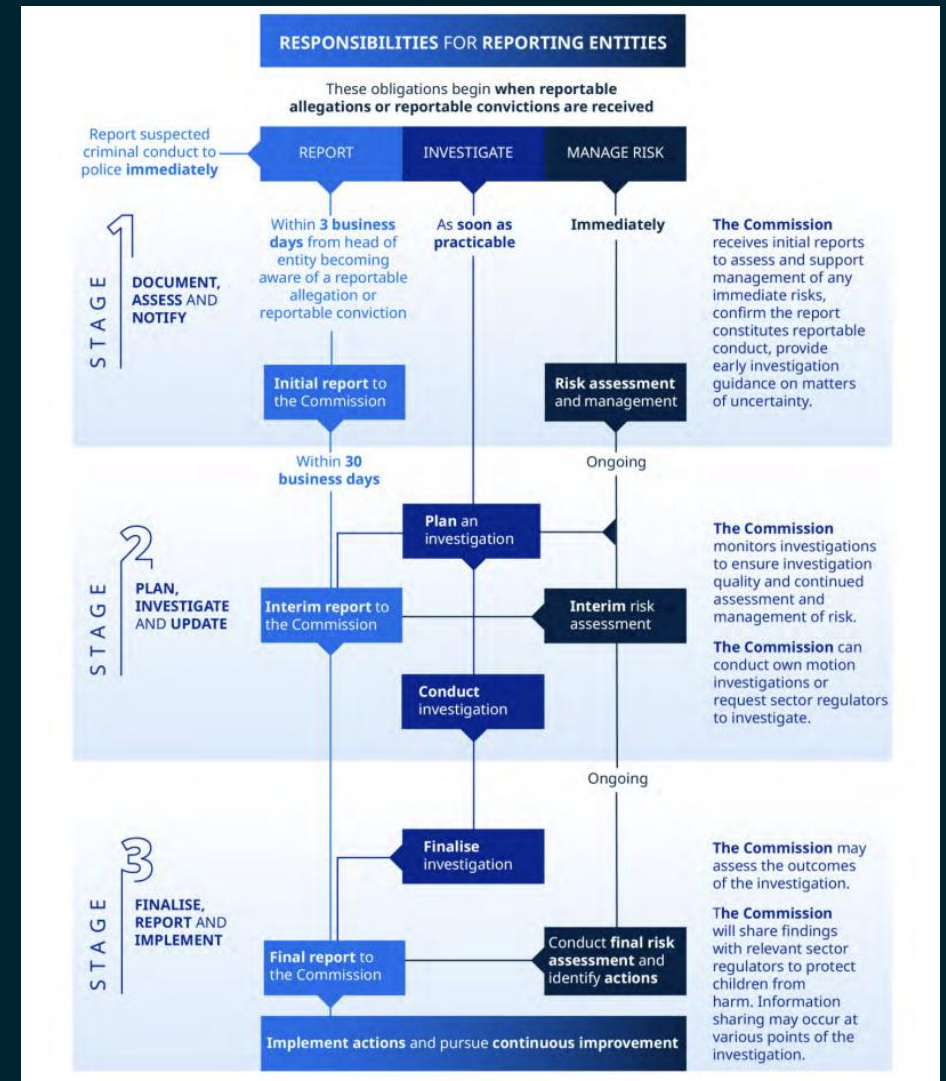 RESPONSIBILITIES FOR REPORTING ENTITIES
These obligations begin when reportable
allegations or reportable convictions are received
Report suspected
criminal conduct to
police immediately
REPORT
INVESTIGATE
MANAGE RISK
STAGE
1
DOCUMENT,
ASSESS AND
NOTIFY
Within 3 business
days from head of
entity becoming
aware of a reportable
allegation or
reportable conviction
As soon as
practicable
Immediately
The Commission
receives initial reports
to assess and support
management of any
immediate risks,
confirm the report
constitutes reportable
conduct, provide
early investigation
guidance on matters
of uncertainty.
Initial report to
the Commission
Risk assessment
and management
Within 30
business days
Ongoing
STAGE
2
PLAN,
INVESTIGATE
AND UPDATE
Plan an
investigation
Interim report to
the Commission
Interim risk
assessment
Conduct
investigation
The Commission
monitors investigations
to ensure investigation
quality and continued
assessment and
management of risk.
The Commission can
conduct own motion
investigations or
request sector regulators
to investigate.
Ongoing
STAGE
3
FINALISE,
REPORT AND
IMPLEMENT
Finalise
investigation
Final report to
the Commission
Conduct final risk
assessment and
identify actions
The Commission may
assess the outcomes
of the investigation.
The Commission
will share findings
with relevant sector
regulators to protect
children from
harm. Information
sharing may occur at
various points of the
investigation.
Implement actions and pursue continuous improvement